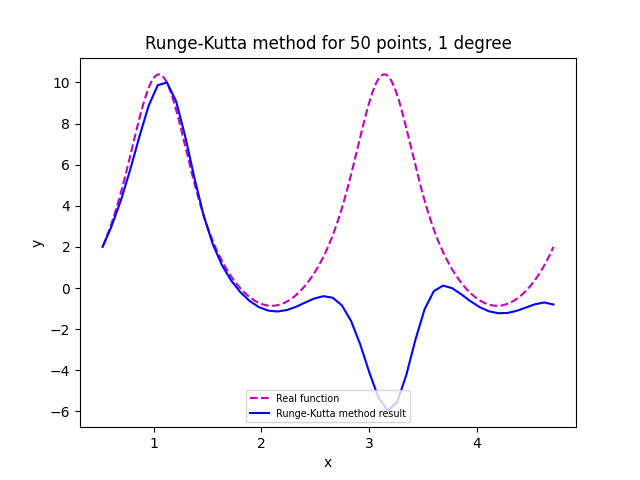 Runge-Kutta method for 50 points, 1 degree
10
8
6
4
2
0
−2
−4
−6
y
1
2
3
4
x
Real function
Runge-Kutta method result